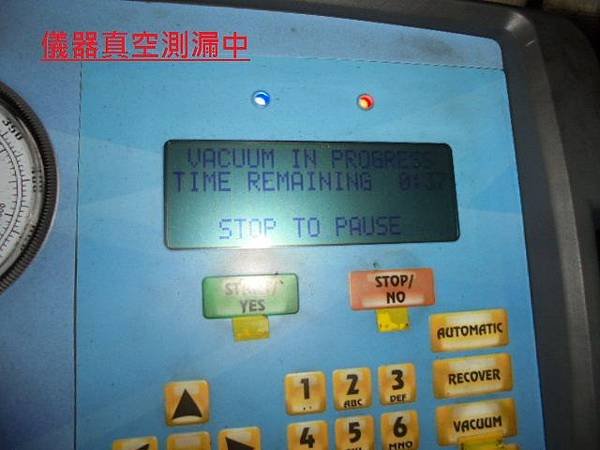 儀器真空測漏中
350
VACUUM IN PROGRESS
TIME REMAINING 0:37
STOP TO PAUSE
START/
YES
STOP/
NO
AUTOMATIC
RECOVER
VACUUM
1
2
ABC
3
DEF
4
5
6
MNO